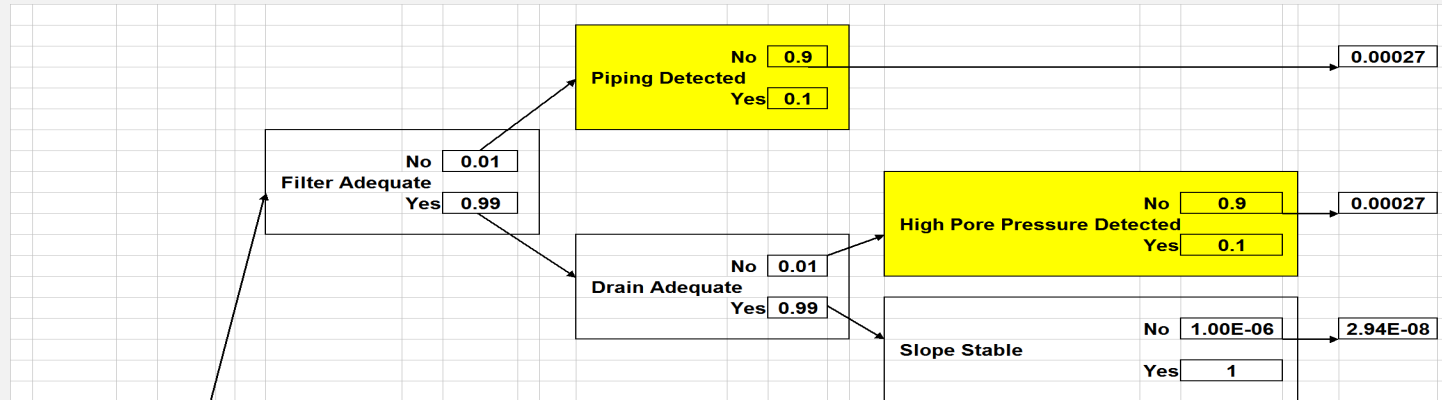 No 0.9 0.00027
Piping Detected
Yes 0.1
No 0.01
Filter Adequate
Yes 0.99
No 0.9 0.00027
High Pore Pressure Detected
Yes 0.1
No 0.01
Drain Adequate
Yes 0.99
No 1.00E-06 2.94E-08
Slope Stable
Yes 1